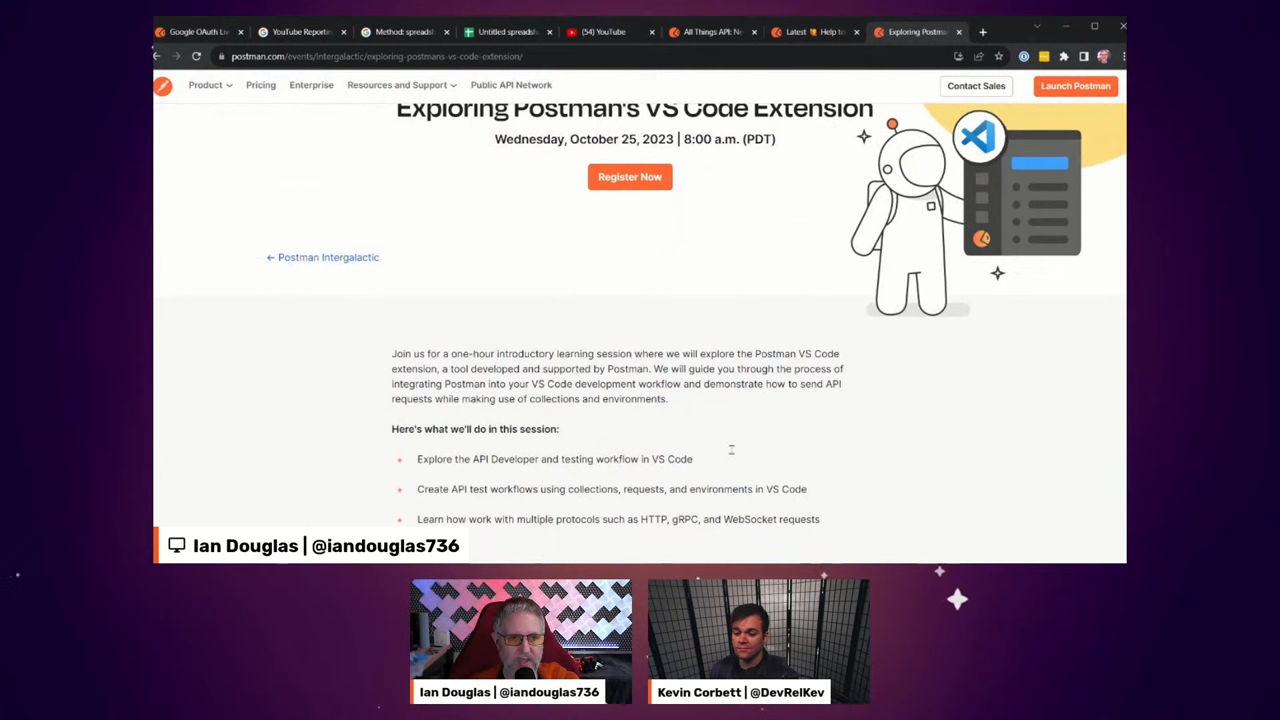 Google OAuth Li
YouTube Reportin
Method: spreads
Untitled spreads
(54) YouTube
All Things API: N
Latest 🙋 Help to
Exploring Postma
postman.com/events/intergalactic/exploring-postmans-vs-code-extension/
Product
Pricing
Enterprise
Resources and Support
Public API Network
Contact Sales
Launch Postman
Exploring Postman's VS Code Extension
Wednesday, October 25, 2023 | 8:00 a.m. (PDT)
Register Now
← Postman Intergalactic
Join us for a one-hour introductory learning session where we will explore the Postman VS Code
extension, a tool developed and supported by Postman. We will guide you through the process of
integrating Postman into your VS Code development workflow and demonstrate how to send API
requests while making use of collections and environments.
Here's what we'll do in this session:
Explore the API Developer and testing workflow in VS Code
Create API test workflows using collections, requests, and environments in VS Code
Learn how work with multiple protocols such as HTTP, gRPC, and WebSocket requests
Ian Douglas | @iandouglas736
Ian Douglas | @iandouglas736
Kevin Corbett | @DevRelKev